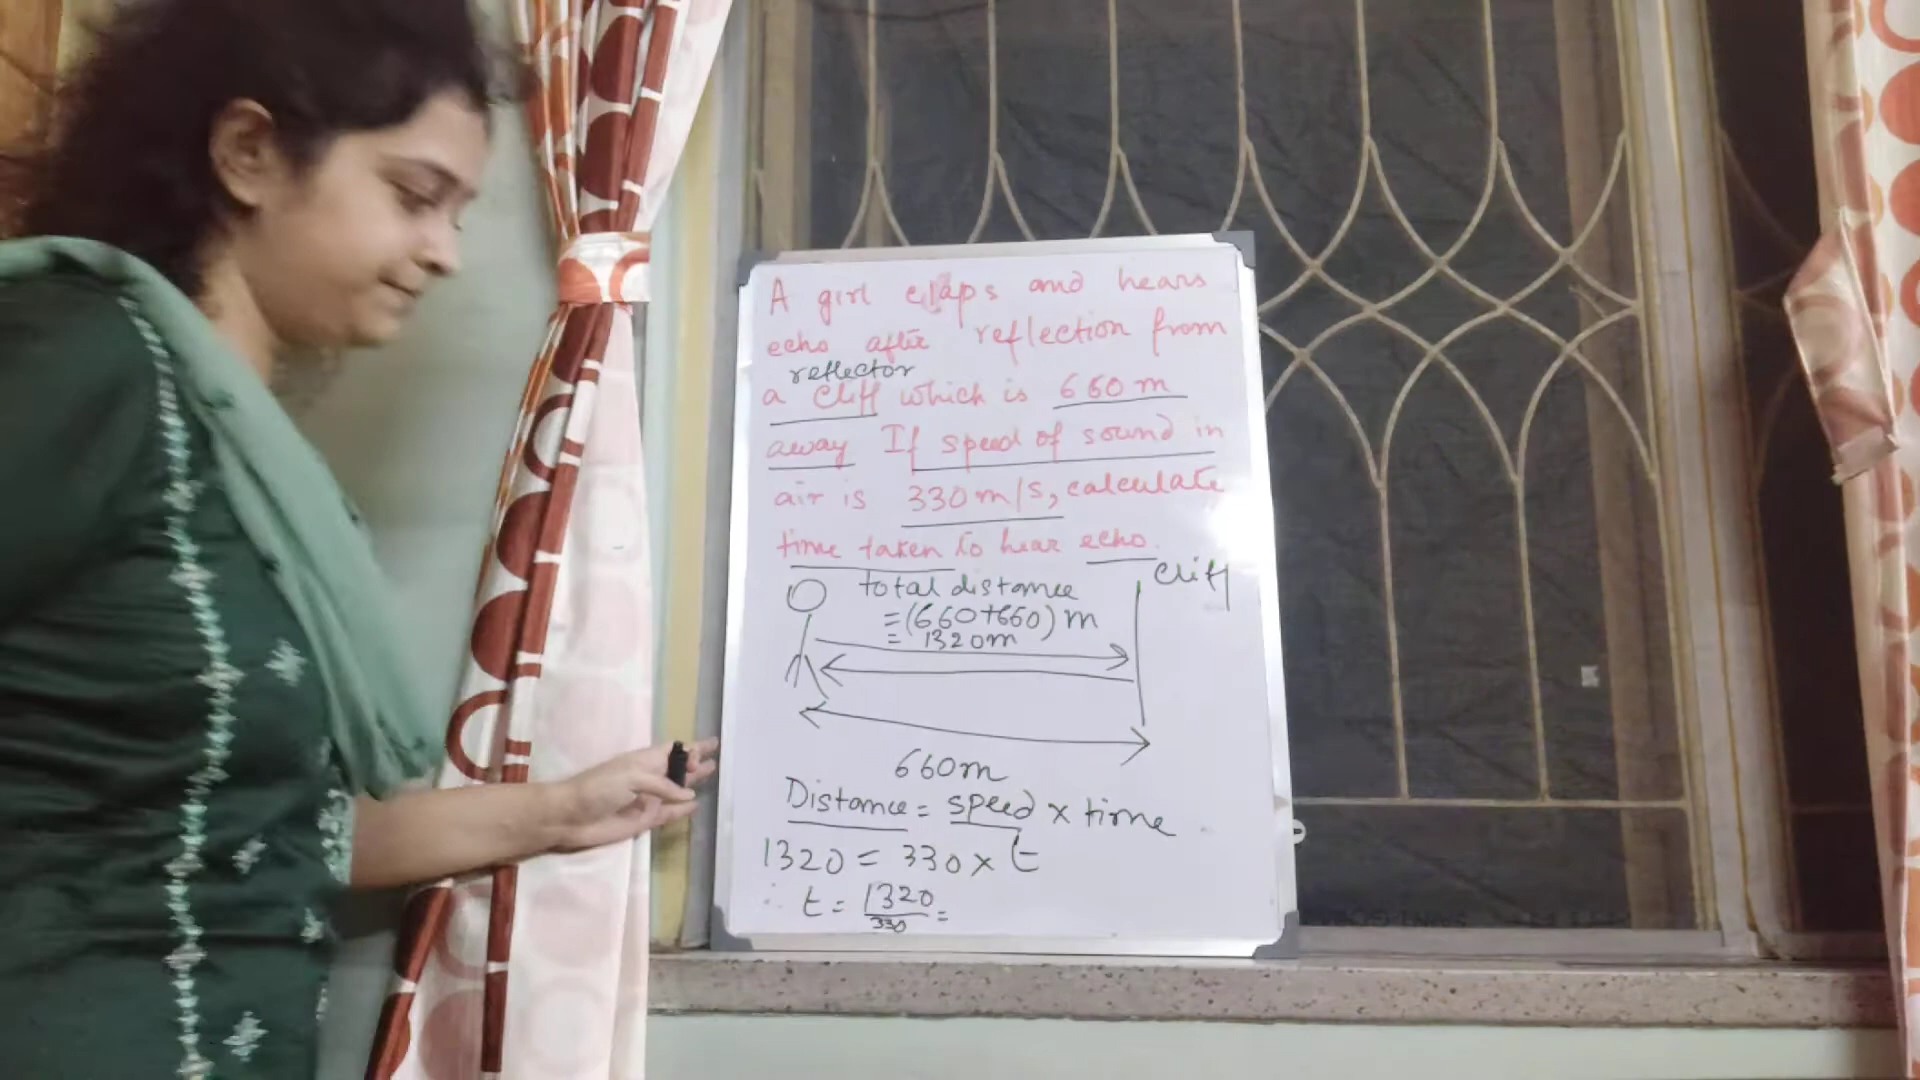 A girl claps and hears
echo after reflection from
reflector
a Cliff which is 660m
away If speed of sound in
air is 330m/s, calculate
time taken to hear echo.
Cliff
total distance
=(660+660)m
= 1320m
660m
Distance = speed x time
1320 = 330 x t
∴ t = 1320/330 =